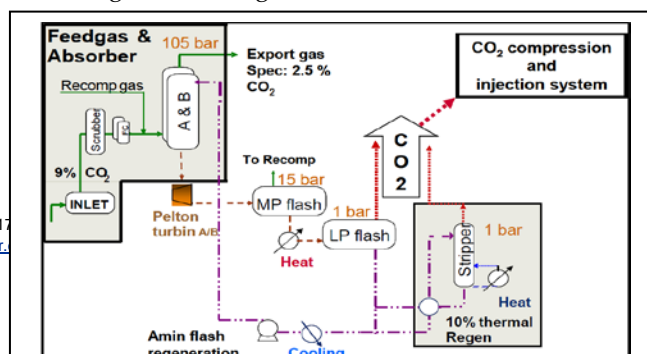 Feedgas &
Absorber
105 bar
Export gas
Spec: 2.5 %
CO2
CO2 compression
and
injection system
Recomp gas
Scrubber
FC
A & B
9% CO2
INLET
Pelton
turbin A/B
To Recomp
15 bar
MP flash
1 bar
LP flash
Heat
C
O
2
Stripper
1 bar
Heat
10% thermal
Regen
Amin flash
regeneration
Cooling